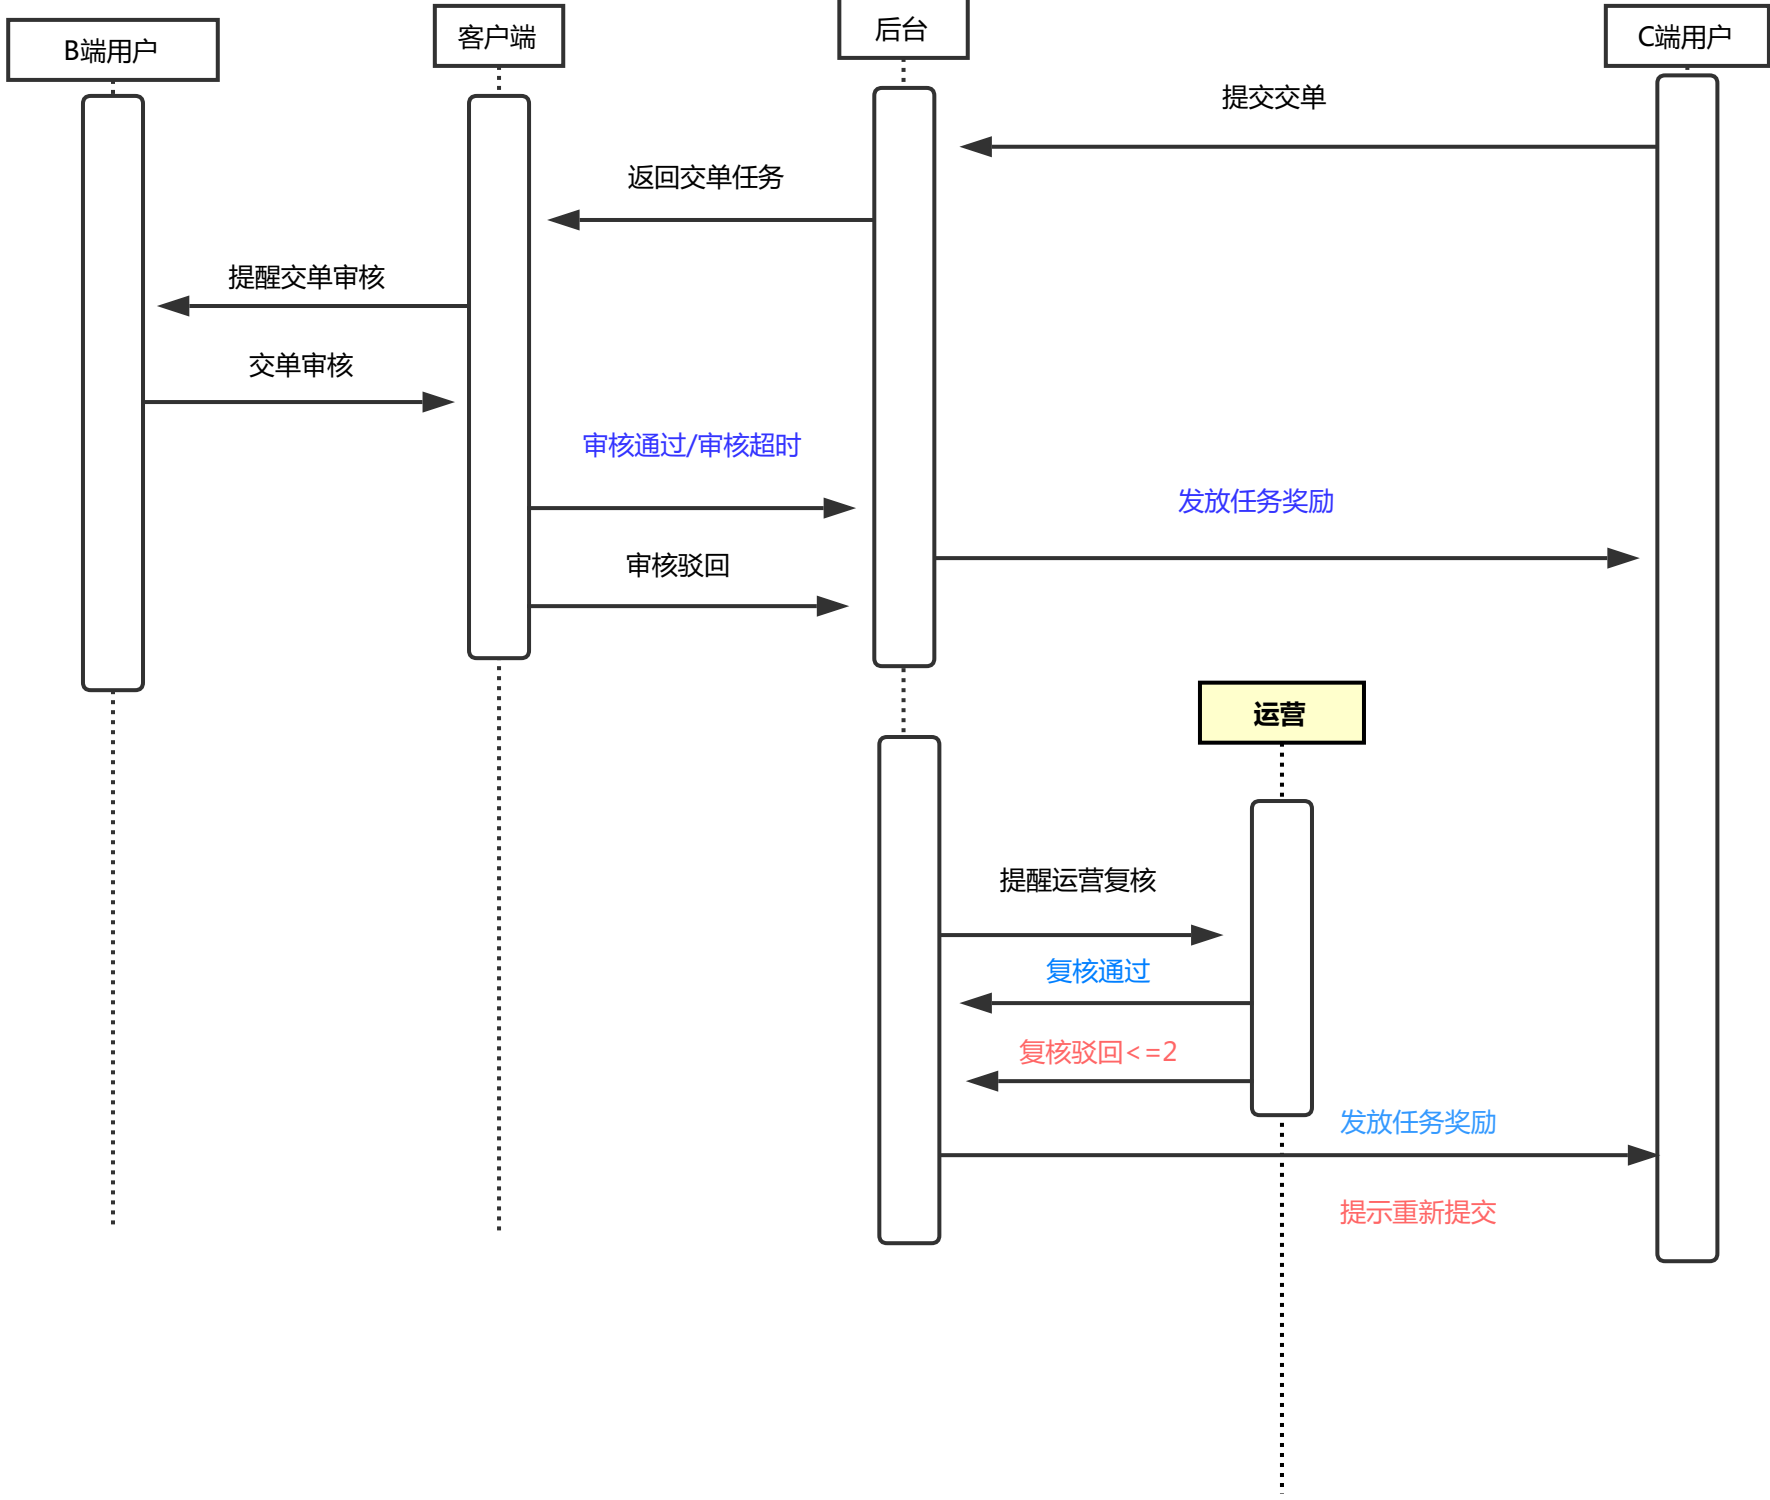 B端用户
客户端
后台
C端用户
提交交单
返回交单任务
提醒交单审核
交单审核
审核通过/审核超时
发放任务奖励
审核驳回
运营
提醒运营复核
复核通过
复核驳回<=2
发放任务奖励
提示重新提交